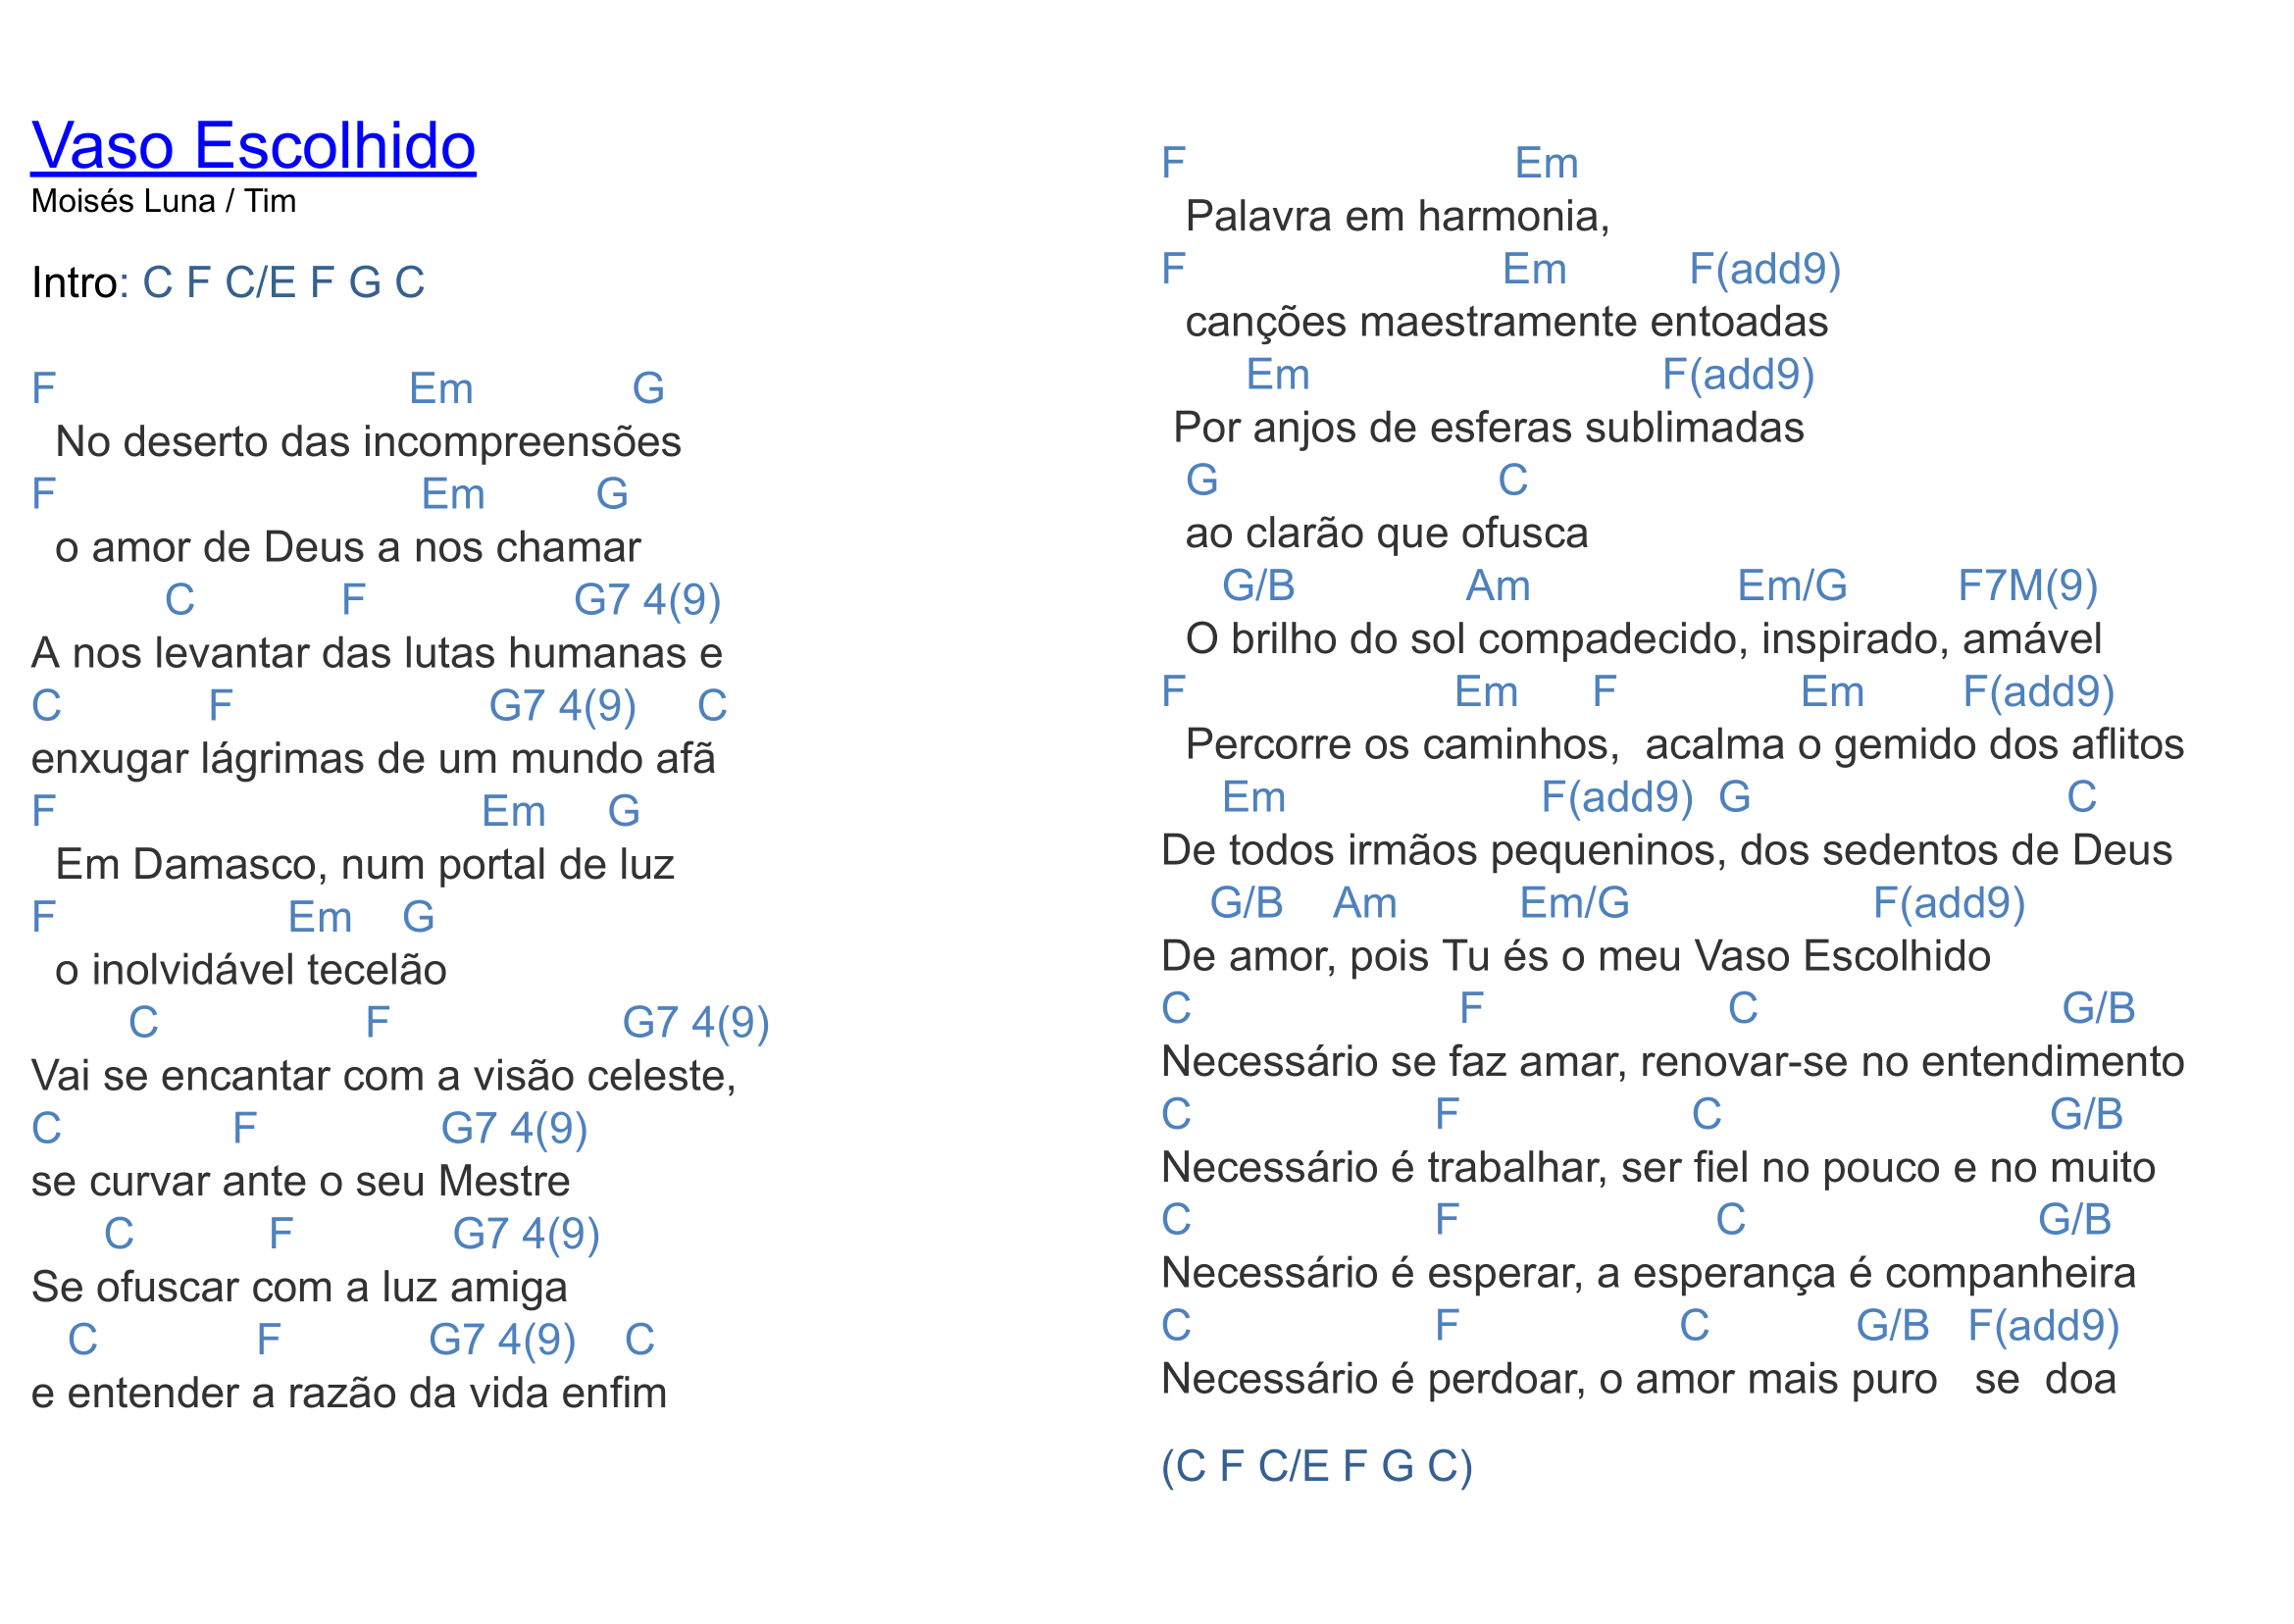 Vaso Escolhido
Moisés Luna / Tim
Intro: C F C/E F G C
F Em G
No deserto das incompreensões
F Em G
o amor de Deus a nos chamar
C F G7 4(9)
A nos levantar das lutas humanas e
C F G7 4(9) C
enxugar lágrimas de um mundo afã
F Em G
Em Damasco, num portal de luz
F Em G
o inolvidável tecelão
C F G7 4(9)
Vai se encantar com a visão celeste,
C F G7 4(9)
se curvar ante o seu Mestre
C F G7 4(9)
Se ofuscar com a luz amiga
C F G7 4(9) C
e entender a razão da vida enfim
F Em
Palavra em harmonia,
F Em F(add9)
canções maestramente entoadas
Em F(add9)
Por anjos de esferas sublimadas
G C
ao clarão que ofusca
G/B Am Em/G F7M(9)
O brilho do sol compadecido, inspirado, amável
F Em F Em F(add9)
Percorre os caminhos, acalma o gemido dos aflitos
Em F(add9) G C
De todos irmãos pequeninos, dos sedentos de Deus
G/B Am Em/G F(add9)
De amor, pois Tu és o meu Vaso Escolhido
C F C G/B
Necessário se faz amar, renovar-se no entendimento
C F C G/B
Necessário é trabalhar, ser fiel no pouco e no muito
C F C G/B
Necessário é esperar, a esperança é companheira
C F C G/B F(add9)
Necessário é perdoar, o amor mais puro se doa
(C F C/E F G C)